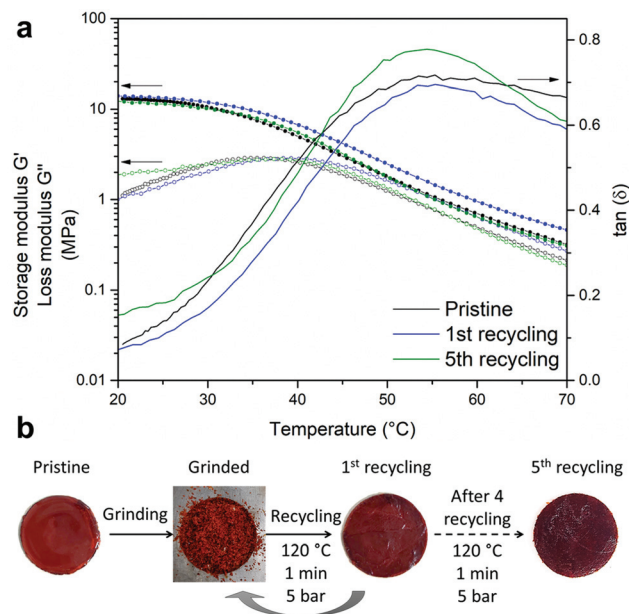 a
100
10
1
0.1
0.01
Storage modulus G'
Loss modulus G''
(MPa)
0.8
0.6
0.4
0.2
0.0
tan (δ)
Pristine
1st recycling
5th recycling
20
30
40
50
60
70
Temperature (°C)
b
Pristine
Grinded
1st recycling
5th recycling
Grinding
Recycling
120 °C
1 min
5 bar
After 4
recycling
120 °C
1 min
5 bar